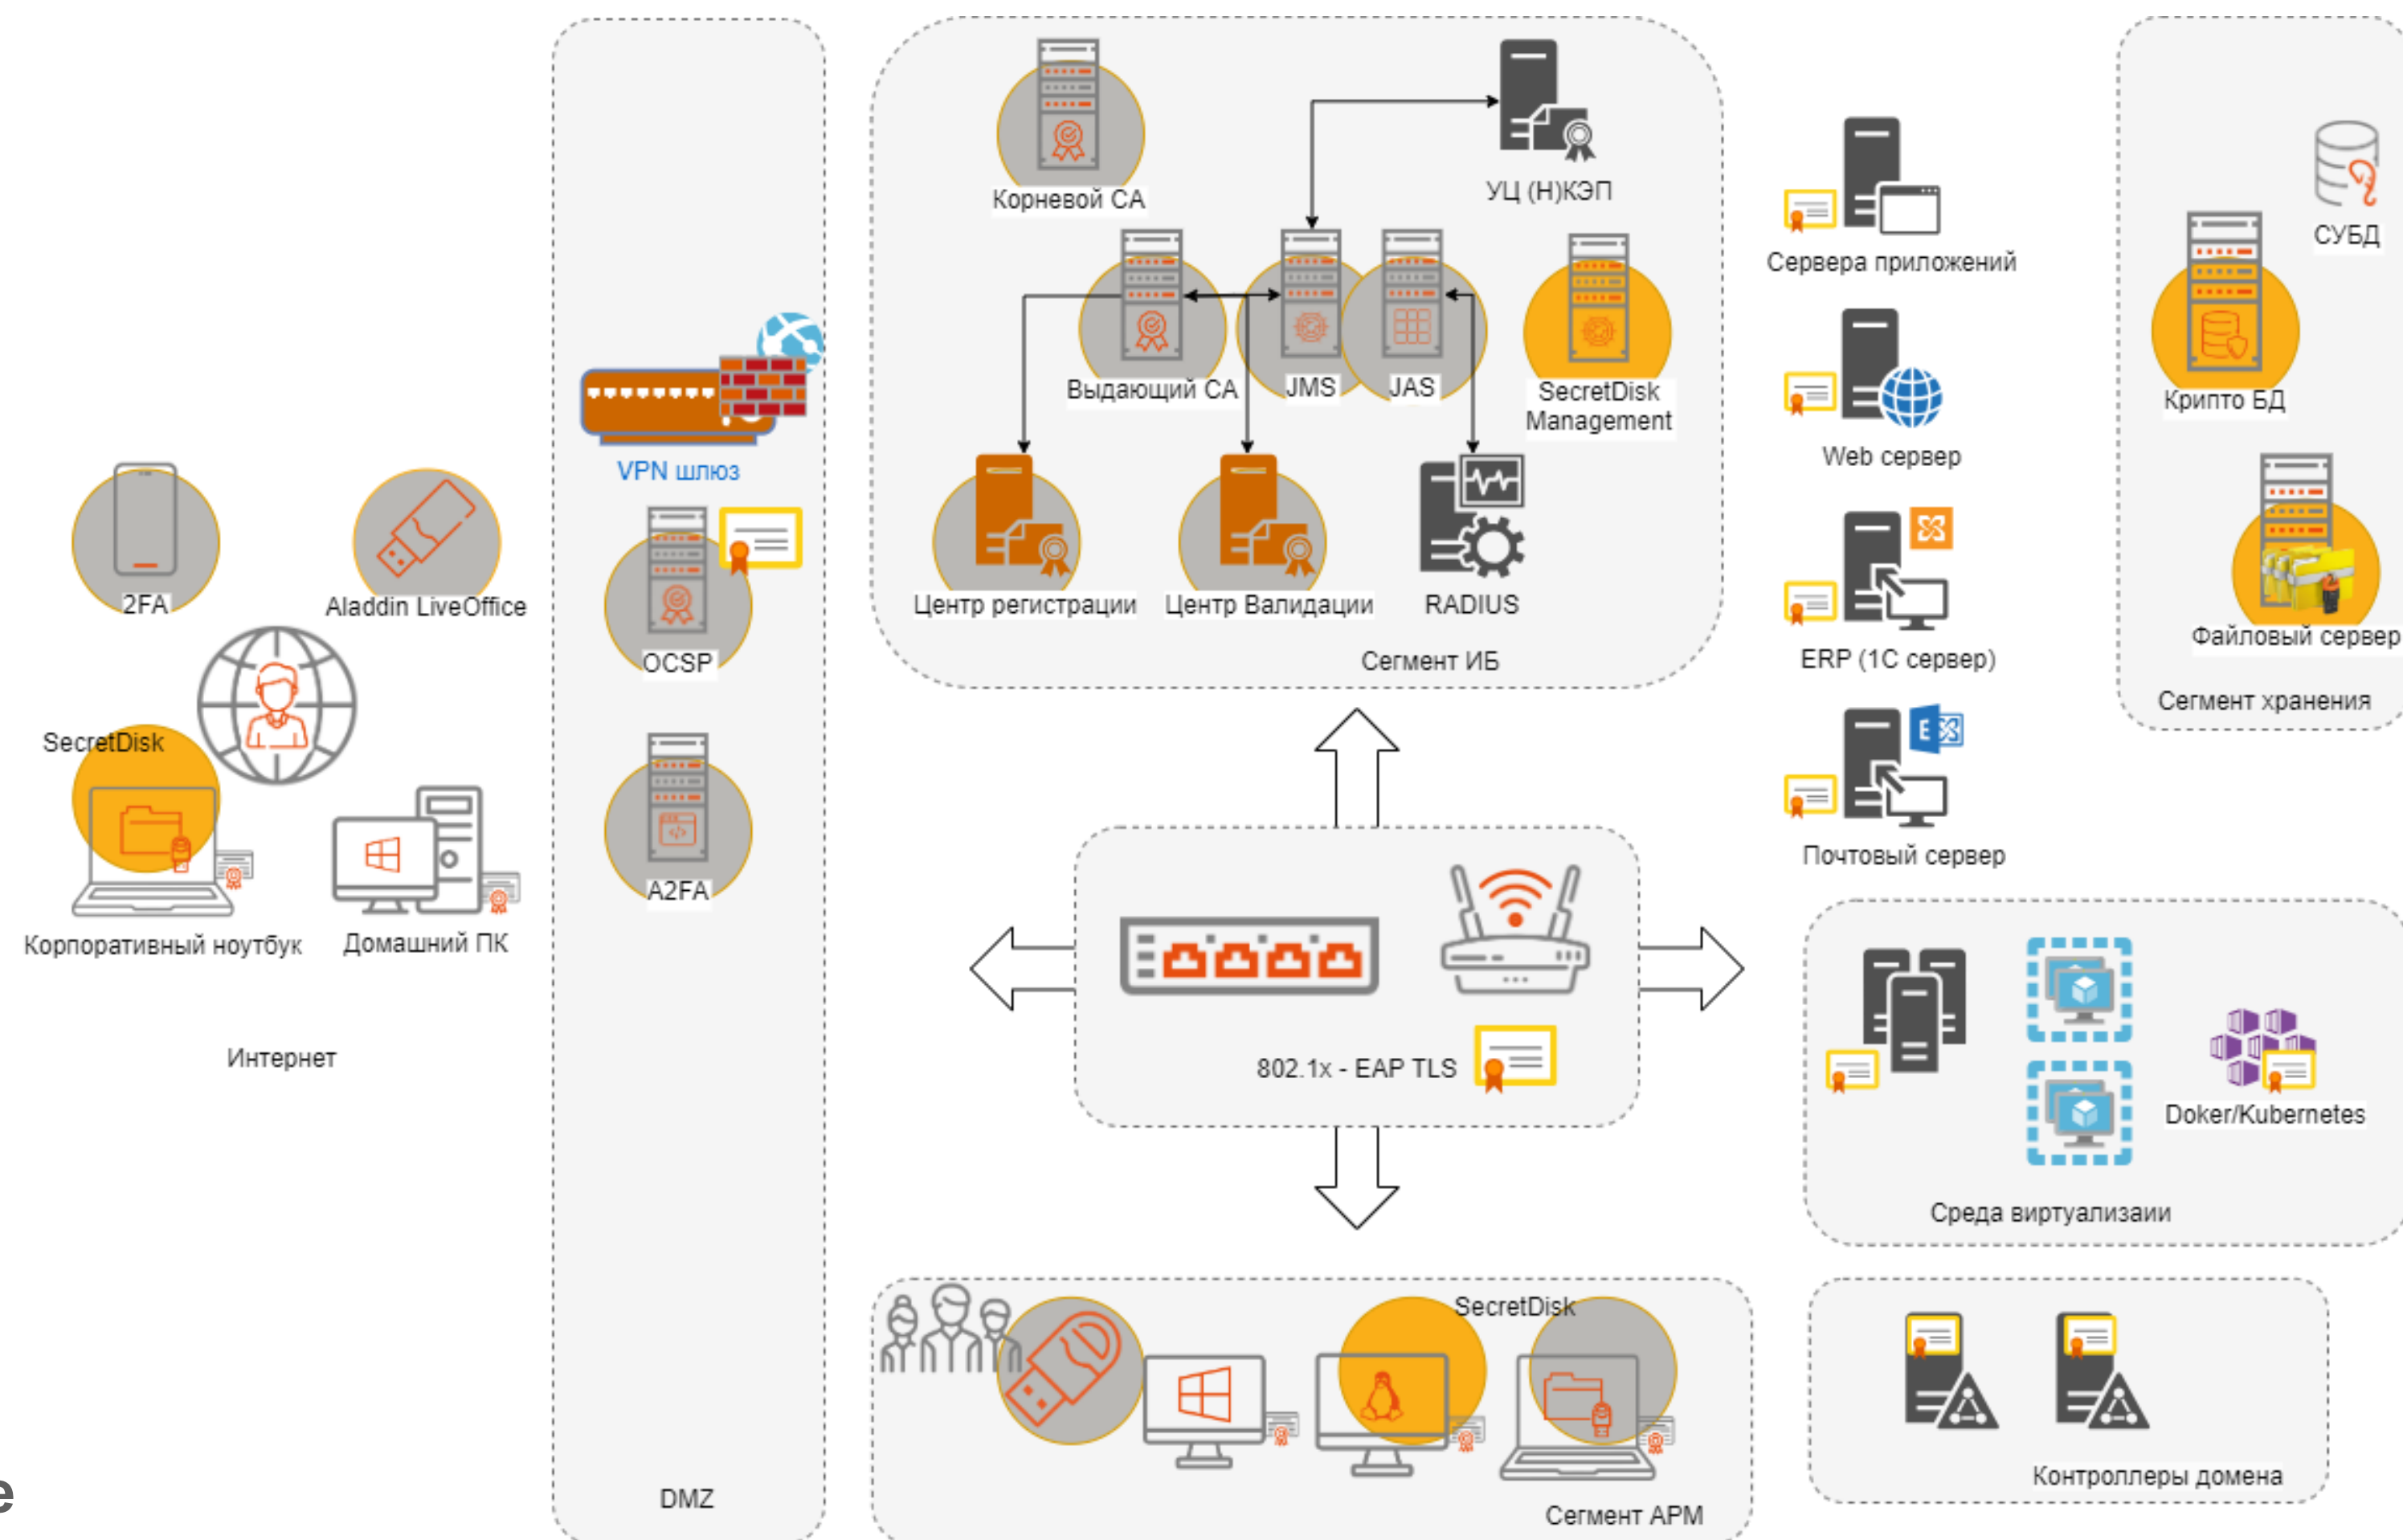 2FA
Aladdin LiveOffice
SecretDisk
Корпоративный ноутбук
Домашний ПК
Интернет
VPN шлюз
OCSP
A2FA
DMZ
Корневой СА
УЦ (Н)КЭП
Выдающий СА
JMS
JAS
SecretDisk
Management
Центр регистрации
Центр Валидации
RADIUS
Сегмент ИБ
802.1x - EAP TLS
SecretDisk
Сегмент АРМ
Сервера приложений
Web сервер
ERP (1С сервер)
E
Почтовый сервер
СУБД
Крипто БД
Файловый сервер
Сегмент хранения
Doker/Kubernetes
Среда виртуализаии
Контроллеры домена
e